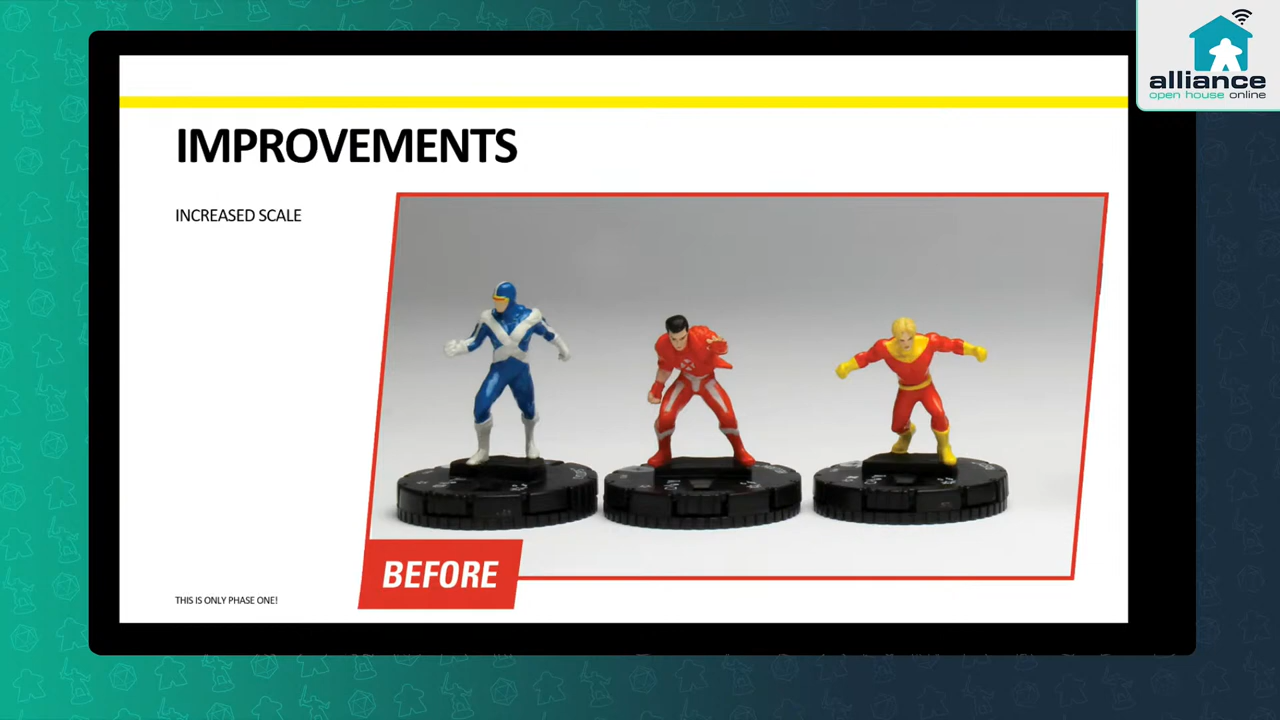 alliance
open house online
IMPROVEMENTS
INCREASED SCALE
BEFORE
THIS IS ONLY PHASE ONE!